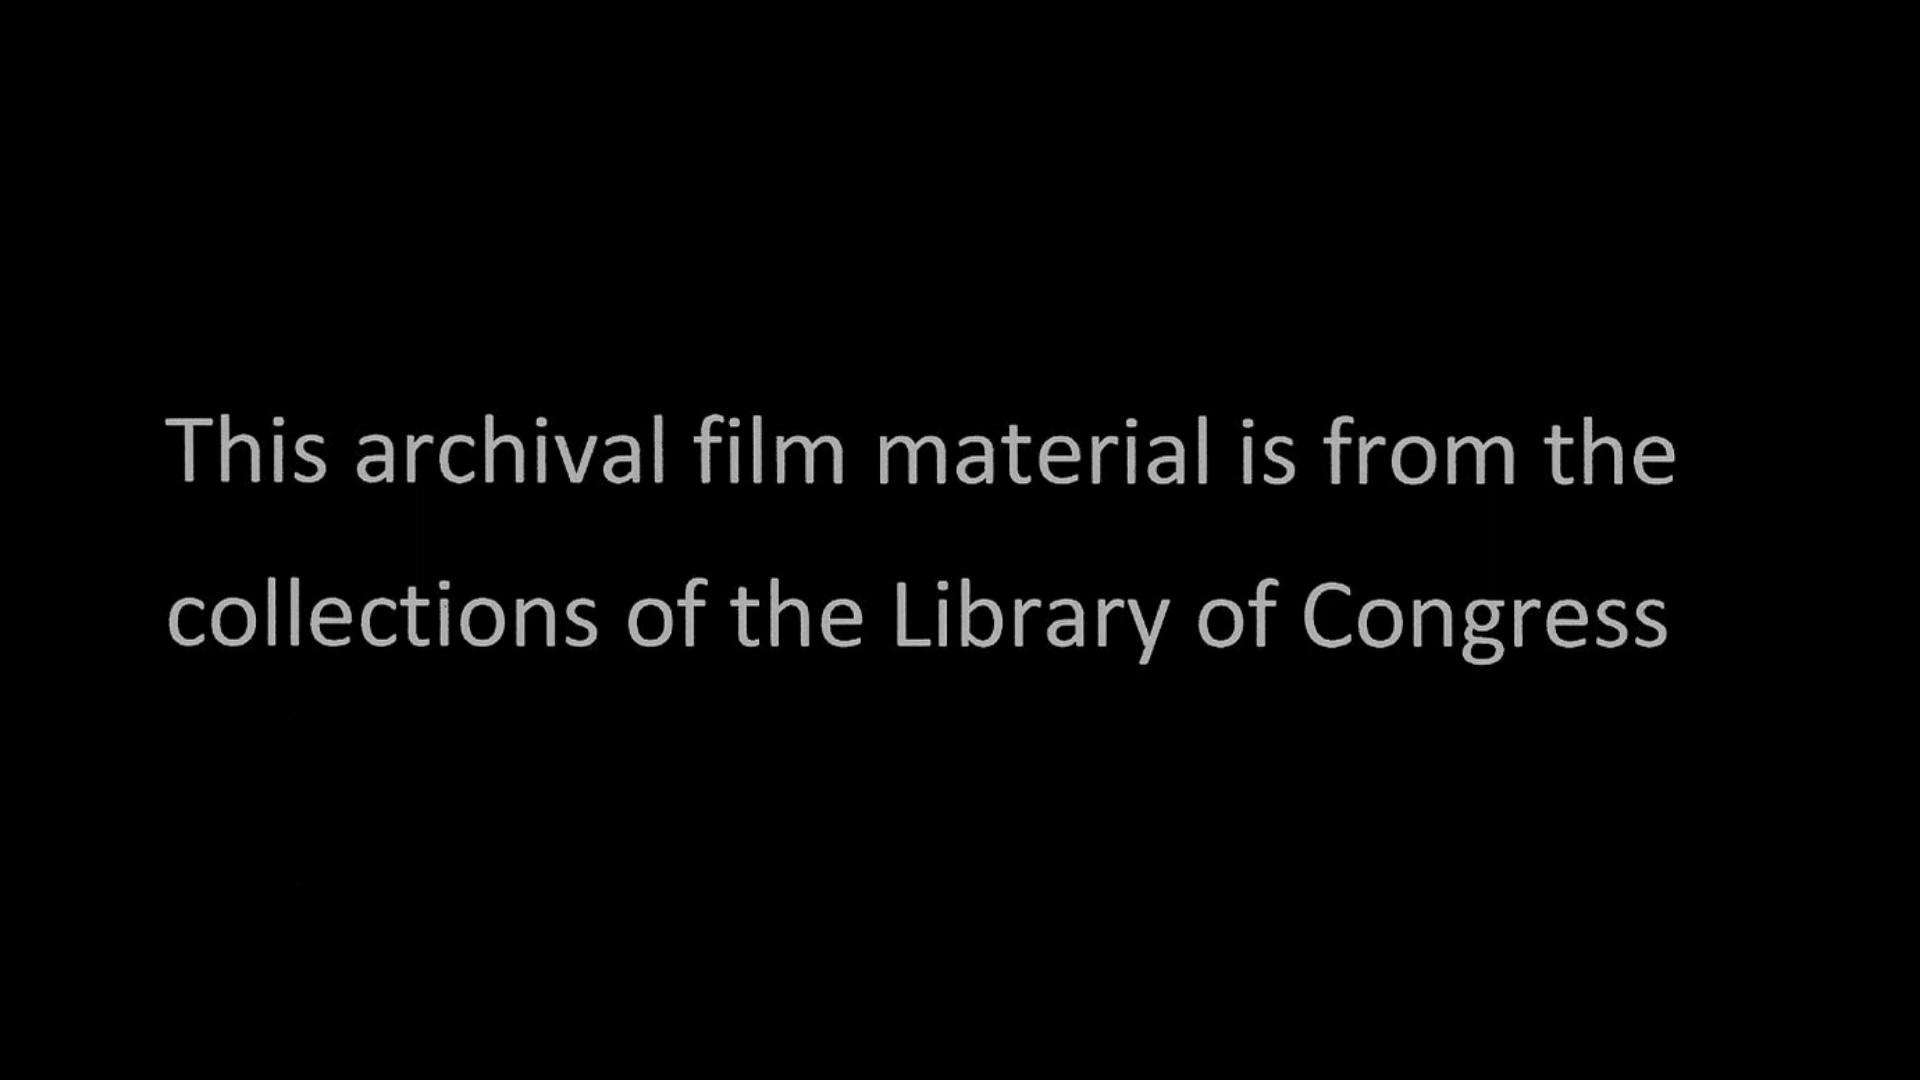 This archival film material is from the
collections of the Library of Congress